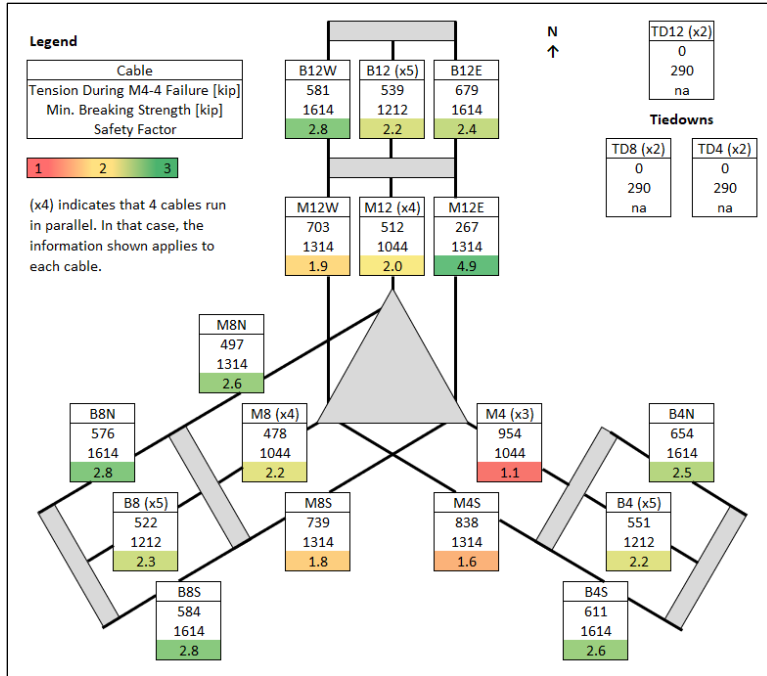 Legend
Cable
Tension During M4-4 Failure [kip]
Min. Breaking Strength [kip]
Safety Factor
1 2 3
(x4) indicates that 4 cables run
in parallel. In that case, the
information shown applies to
each cable.
N
↑
TD12 (x2)
0
290
na
Tiedowns
TD8 (x2)
0
290
na
TD4 (x2)
0
290
na
B12W
581
1614
2.8
B12 (x5)
539
1212
2.2
B12E
679
1614
2.4
M12W
703
1314
1.9
M12 (x4)
512
1044
2.0
M12E
267
1314
4.9
M8N
497
1314
2.6
B8N
576
1614
2.8
M8 (x4)
478
1044
2.2
M4 (x3)
954
1044
1.1
B4N
654
1614
2.5
B8 (x5)
522
1212
2.3
M8S
739
1314
1.8
M4S
838
1314
1.6
B4 (x5)
551
1212
2.2
B8S
584
1614
2.8
B4S
611
1614
2.6